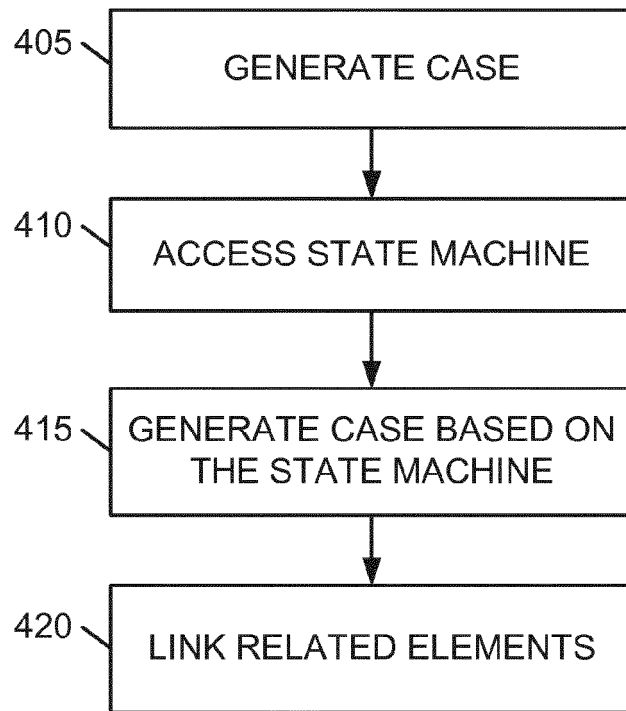 405
GENERATE CASE
410
ACCESS STATE MACHINE
415
GENERATE CASE BASED ON
THE STATE MACHINE
420
LINK RELATED ELEMENTS